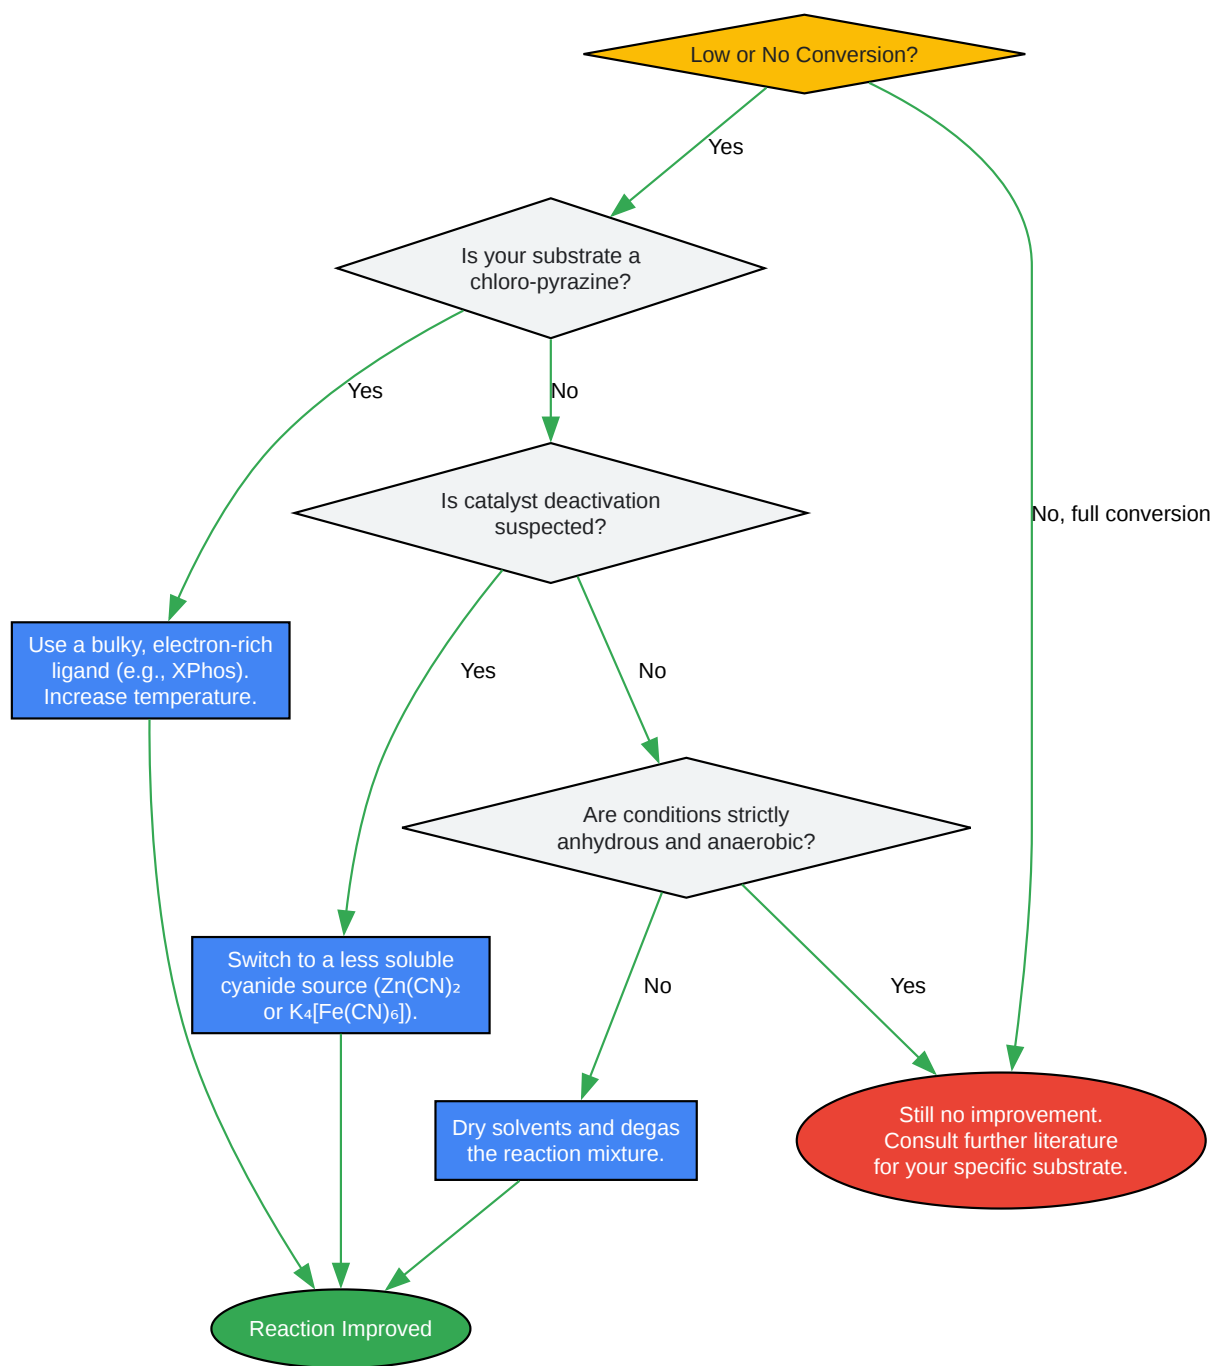 Low or No Conversion?
Yes
Is your substrate a
chloro-pyrazine?
Yes
No
Is catalyst deactivation
suspected?
No, full conversion
Use a bulky, electron-rich
ligand (e.g., XPhos).
Increase temperature.
Yes
No
Are conditions strictly
anhydrous and anaerobic?
Switch to a less soluble
cyanide source (Zn(CN)₂
or K₄[Fe(CN)₆]).
No
Yes
Dry solvents and degas
the reaction mixture.
Still no improvement.
Consult further literature
for your specific substrate.
Reaction Improved